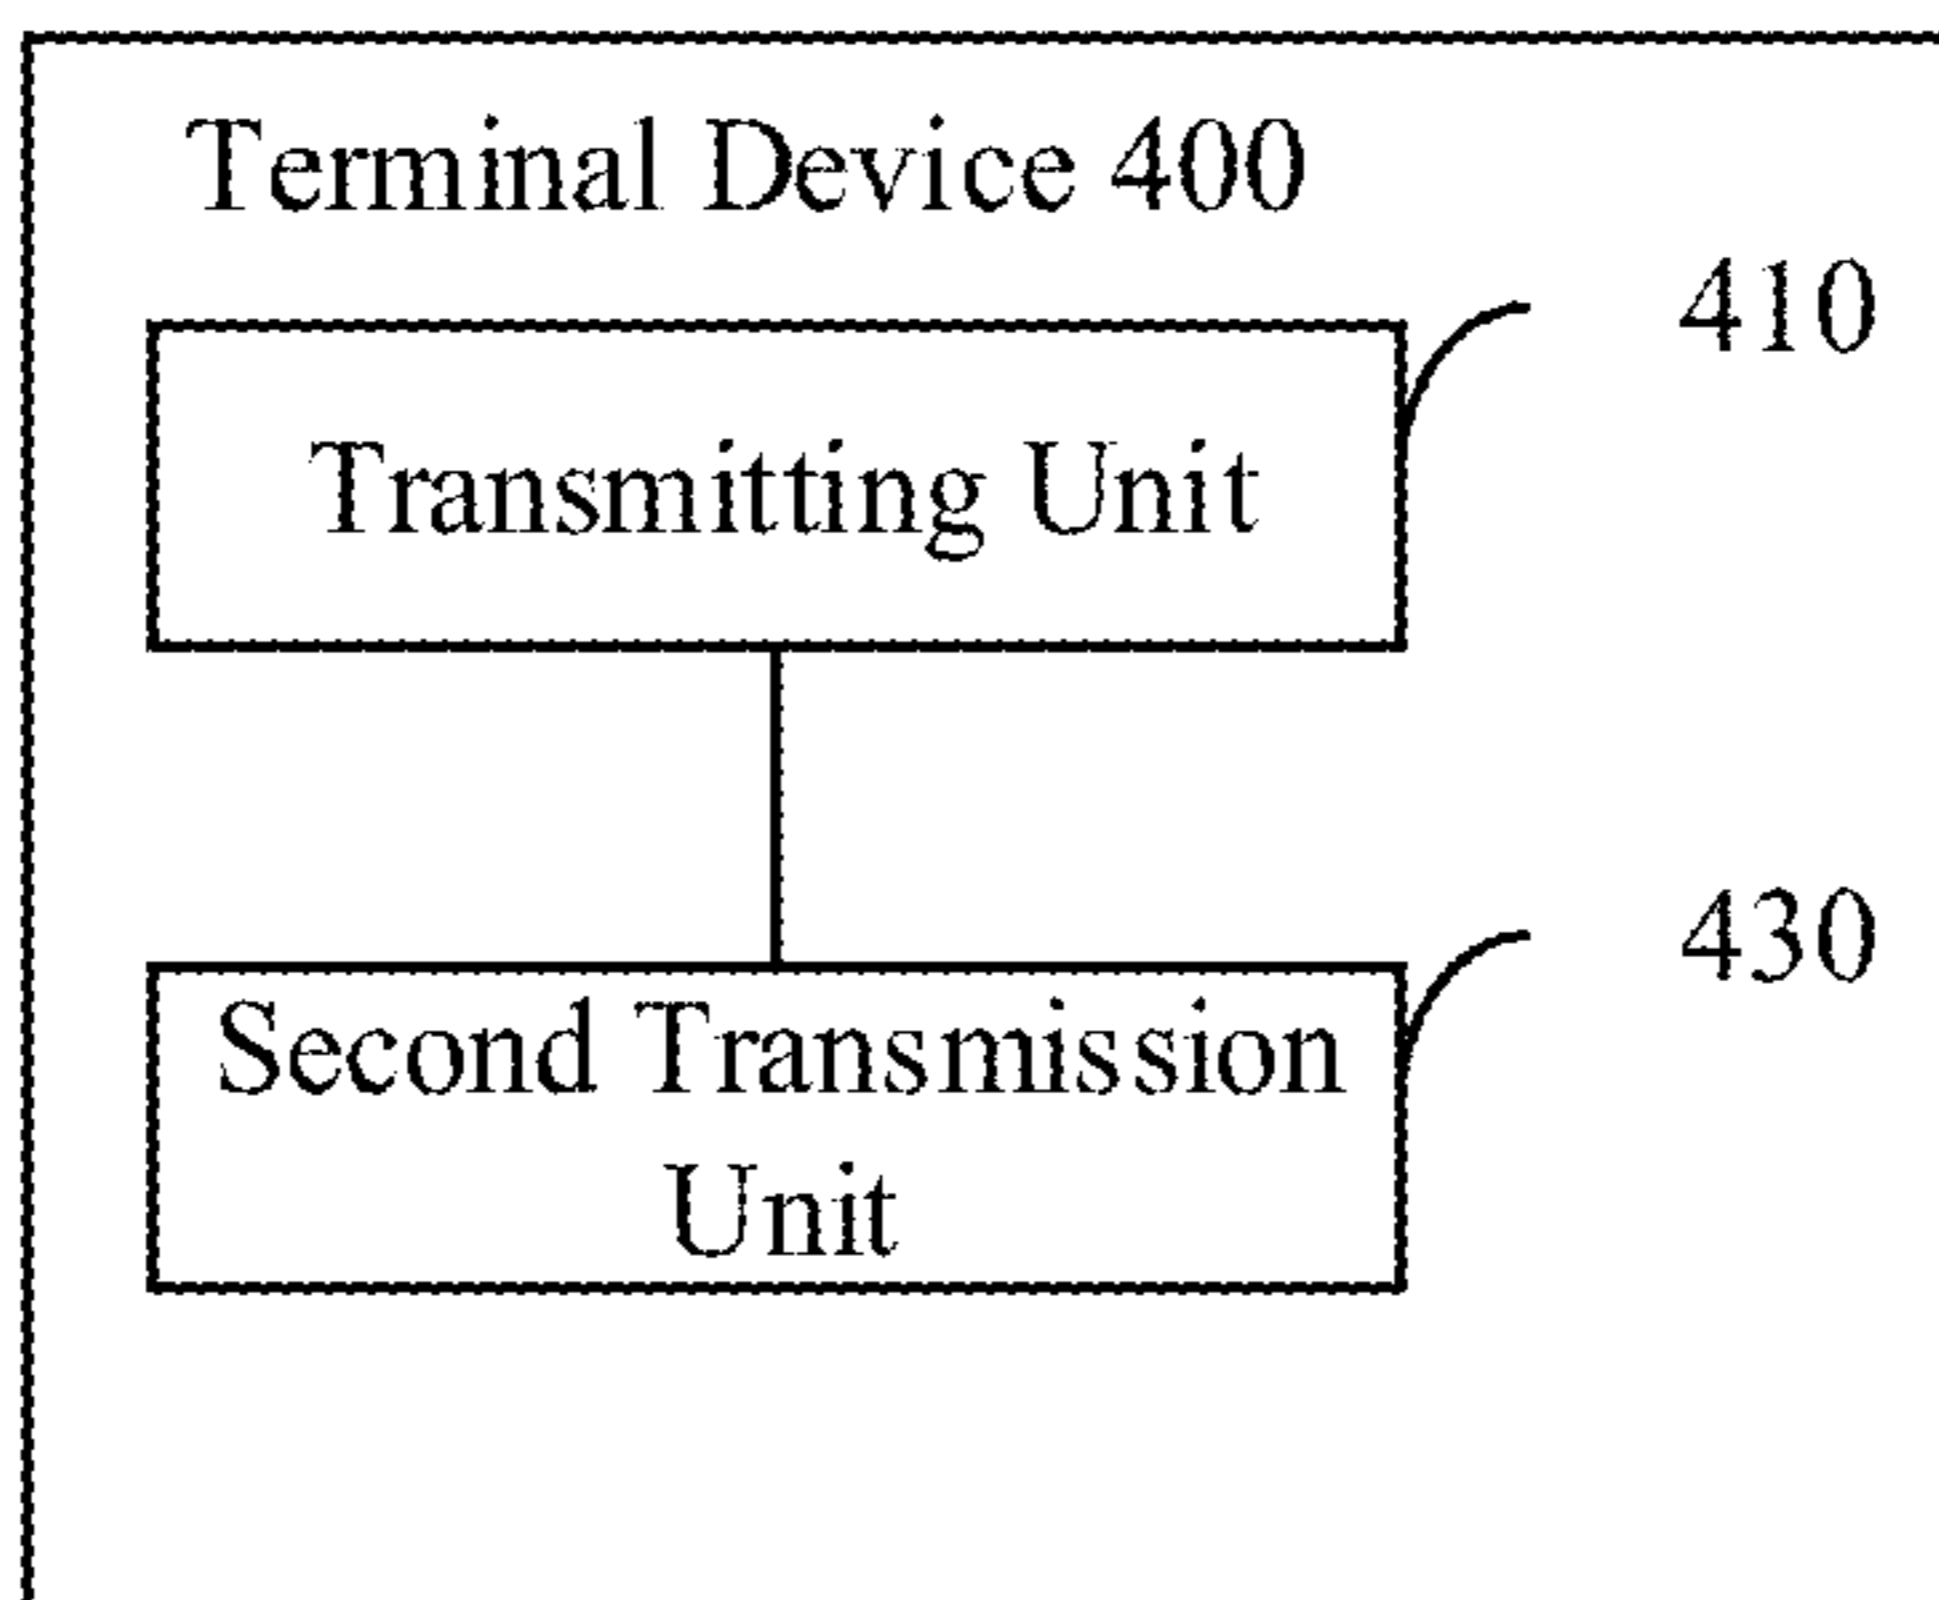 Terminal Device 400
410
Transmitting Unit
430
Second Transmission
Unit